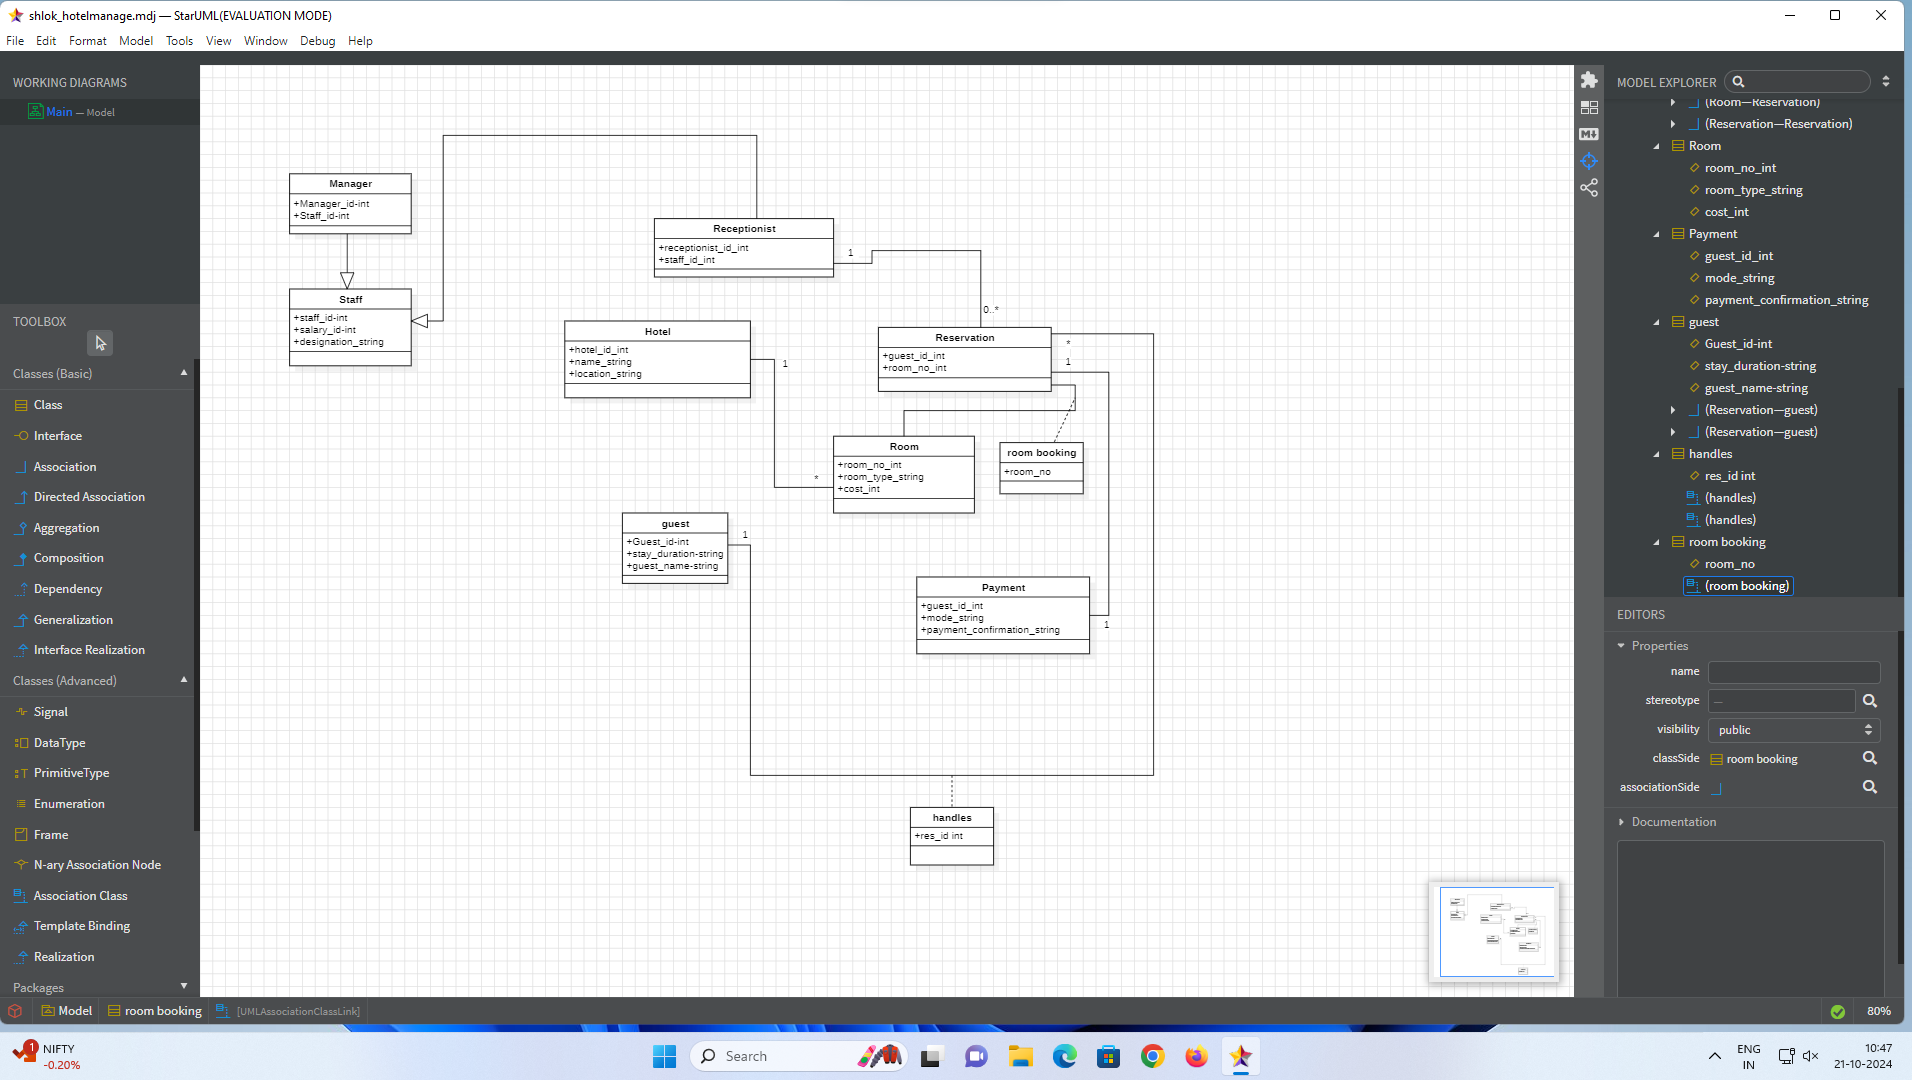 shlok_hotelmanage.mdj — StarUML(EVALUATION MODE)
File Edit Format Model Tools View Window Debug Help
WORKING DIAGRAMS
Main — Model
TOOLBOX
Classes (Basic)
Class
Interface
Association
Directed Association
Aggregation
Composition
Dependency
Generalization
Interface Realization
Classes (Advanced)
Signal
DataType
PrimitiveType
Enumeration
Frame
N-ary Association Node
Association Class
Template Binding
Realization
Packages
Manager
+Manager_id-int
+Staff_id-int
Staff
+staff_id-int
+salary_id-int
+designation_string
Receptionist
+receptionist_id_int
+staff_id_int
1
0..*
Hotel
+hotel_id_int
+name_string
+location_string
1
*
Reservation
+guest_id_int
+room_no_int
*
1
Room
+room_no_int
+room_type_string
+cost_int
room booking
+room_no
guest
+Guest_id-int
+stay_duration-string
+guest_name-string
1
Payment
+guest_id_int
+mode_string
+payment_confirmation_string
1
handles
+res_id int
MODEL EXPLORER
(Room—Reservation)
(Reservation—Reservation)
Room
room_no_int
room_type_string
cost_int
Payment
guest_id_int
mode_string
payment_confirmation_string
guest
Guest_id-int
stay_duration-string
guest_name-string
(Reservation—guest)
(Reservation—guest)
handles
res_id int
(handles)
(handles)
room booking
room_no
(room booking)
EDITORS
Properties
name
stereotype —
visibility public
classSide room booking
associationSide
Documentation
Model room booking [UMLAssociationClassLink]
80%
1
NIFTY
-0.20%
Search
ENG
IN
10:47
21-10-2024